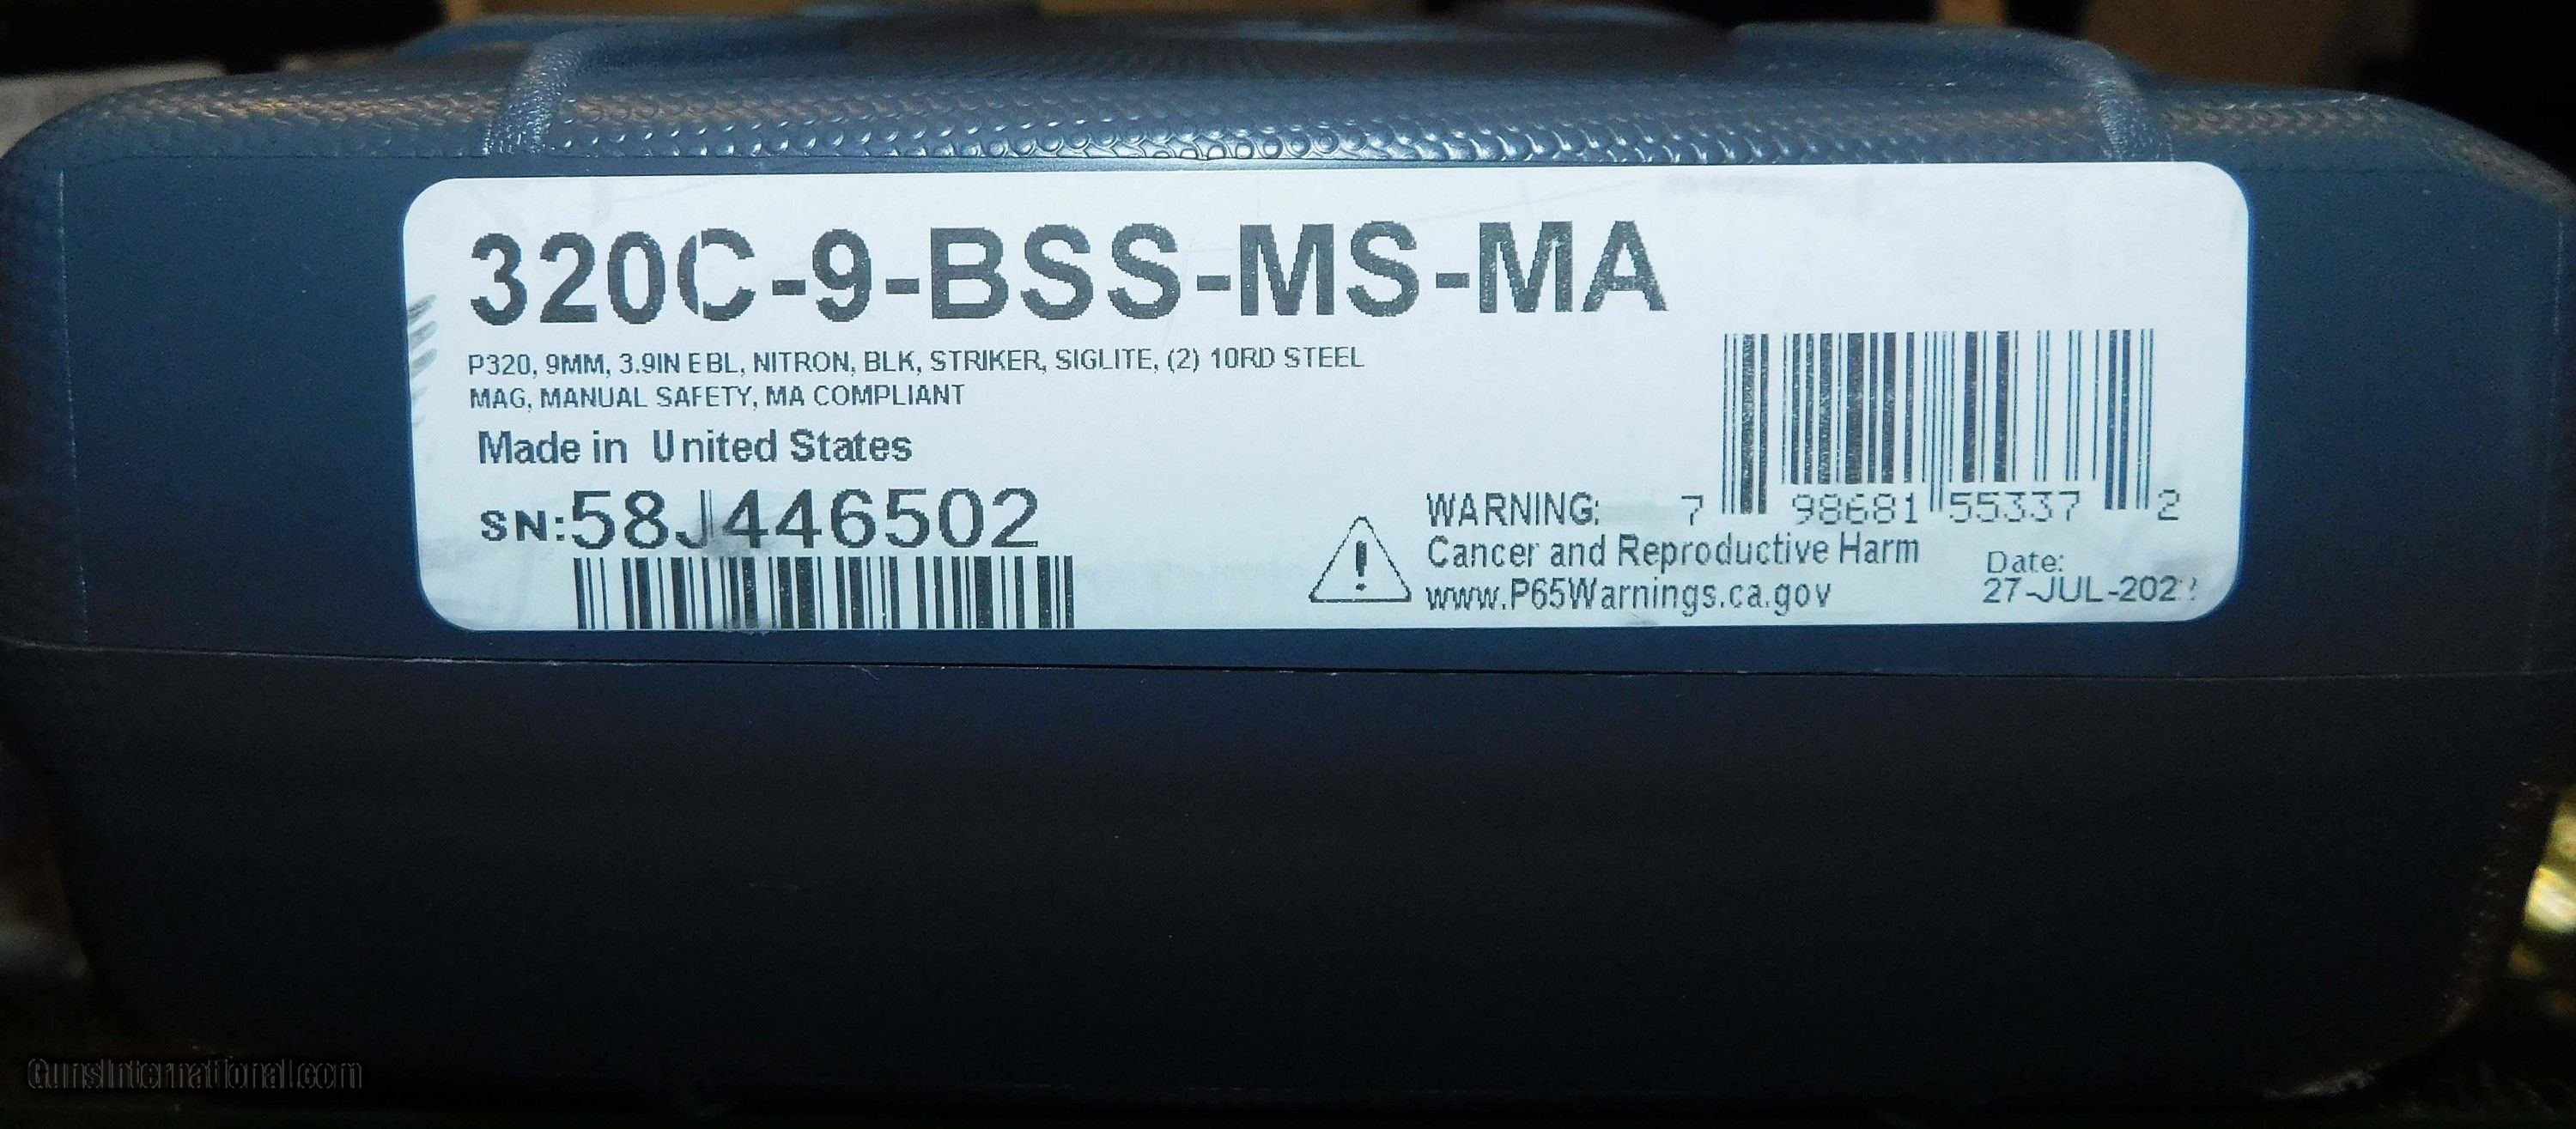 320C-9-BSS-MS-MA
P320, 9MM, 3.9IN EBL, NITRON, BLK, STRIKER, SIGLITE, (2) 10RD STEEL
MAG, MANUAL SAFETY, MA COMPLIANT
Made in United States
SN:58J446502
WARNING:
Cancer and Reproductive Harm
www.P65Warnings.ca.gov
7 98681 55337 2
Date:
GunsInternational.com